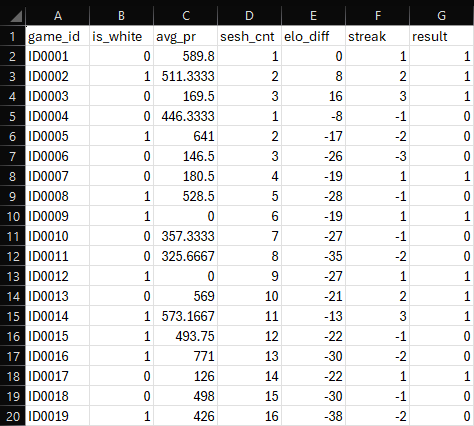 A B C D E F G
1 game_id is_white avg_pr sesh_cnt elo_diff streak result
2 ID0001 0 589.8 1 0 1 1
3 ID0002 1 511.3333 2 8 2 1
4 ID0003 0 169.5 3 16 3 1
5 ID0004 0 446.3333 1 -8 -1 0
6 ID0005 1 641 2 -17 -2 0
7 ID0006 0 146.5 3 -26 -3 0
8 ID0007 0 180.5 4 -19 1 1
9 ID0008 1 528.5 5 -28 -1 0
10 ID0009 1 0 6 -19 1 1
11 ID0010 0 357.3333 7 -27 -1 0
12 ID0011 0 325.6667 8 -35 -2 0
13 ID0012 1 0 9 -27 1 1
14 ID0013 0 569 10 -21 2 1
15 ID0014 1 573.1667 11 -13 3 1
16 ID0015 1 493.75 12 -22 -1 0
17 ID0016 1 771 13 -30 -2 0
18 ID0017 0 126 14 -22 1 1
19 ID0018 0 498 15 -30 -1 0
20 ID0019 1 426 16 -38 -2 0